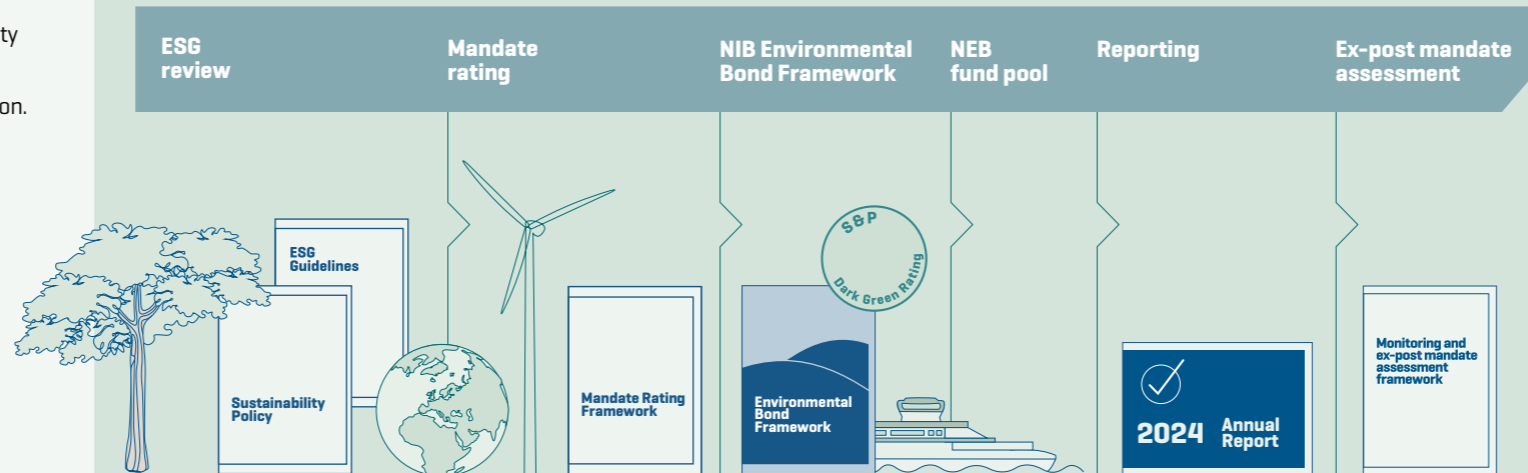 ty
on.
ESG
review
Mandate
rating
NIB Environmental
Bond Framework
NEB
fund pool
Reporting
Ex-post mandate
assessment
ESG
Guidelines
Sustainability
Policy
Mandate Rating
Framework
S&P
Dark Green Rating
Environmental
Bond
Framework
2024 Annual
Report
Monitoring and
ex-post mandate
assessment
framework